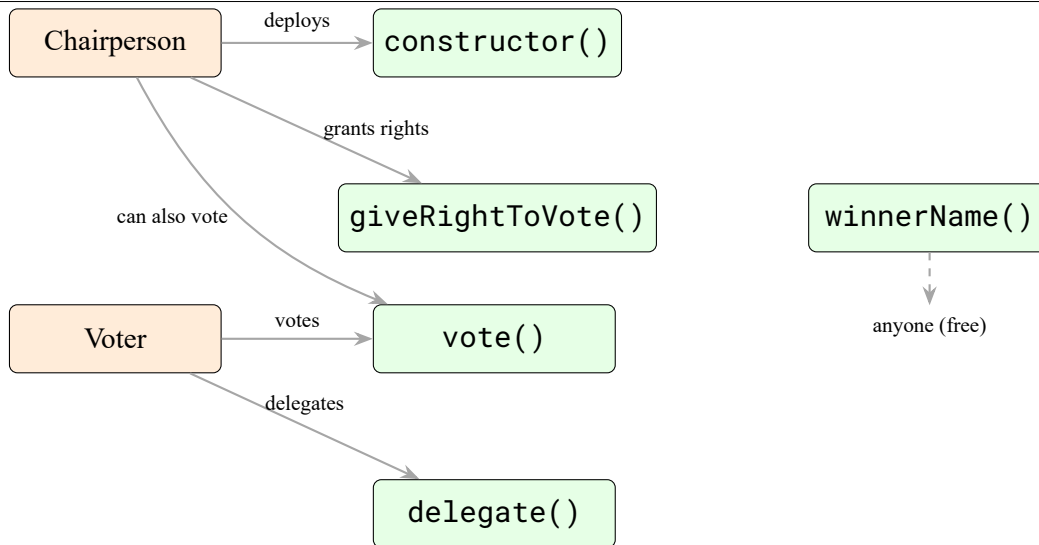 Chairperson
deploys
constructor()
grants rights
can also vote
giveRightToVote()
winnerName()
Voter
votes
vote()
anyone (free)
delegates
delegate()